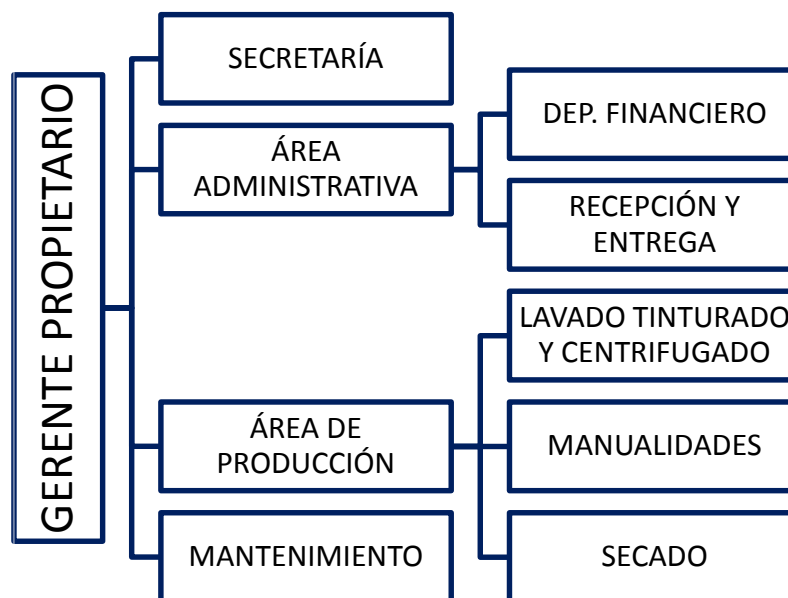 GERENTE PROPIETARIO
SECRETARÍA
ÁREA
ADMINISTRATIVA
DEP. FINANCIERO
RECEPCIÓN Y
ENTREGA
ÁREA DE
PRODUCCIÓN
LAVADO TINTURADO
Y CENTRIFUGADO
MANUALIDADES
SECADO
MANTENIMIENTO